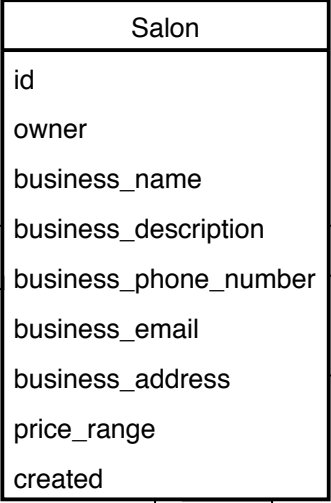 Salon
id
owner
business_name
business_description
business_phone_number
business_email
business_address
price_range
created